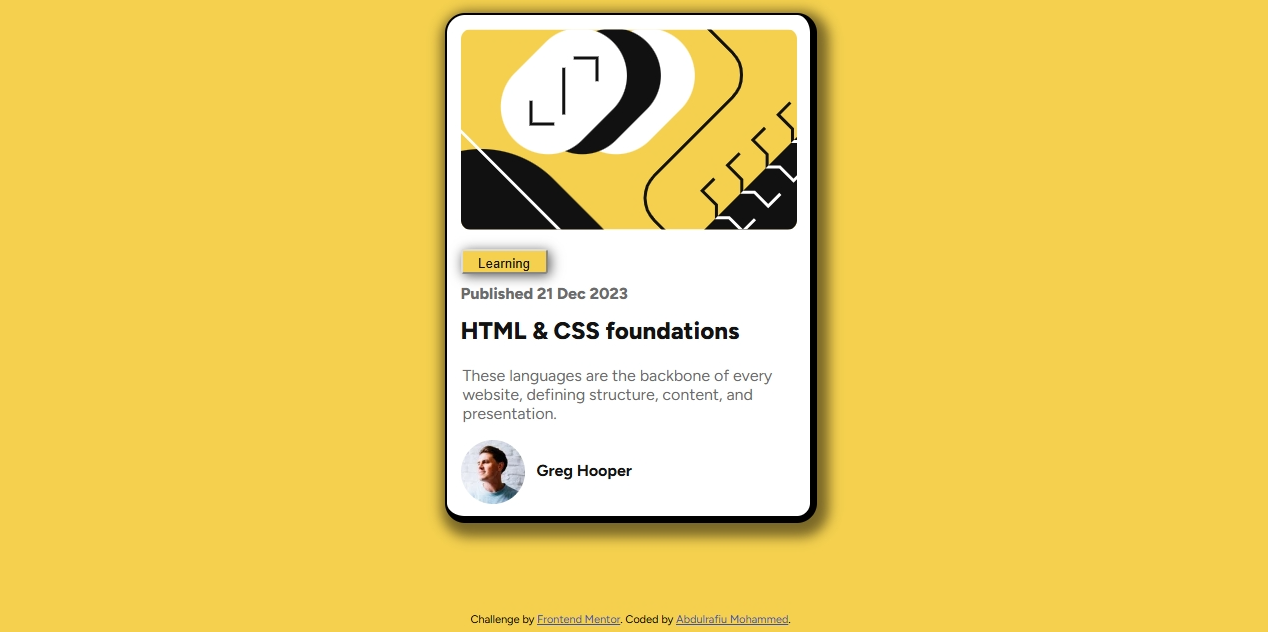 Learning
Published 21 Dec 2023
HTML & CSS foundations
These languages are the backbone of every
website, defining structure, content, and
presentation.
Greg Hooper
Challenge by Frontend Mentor. Coded by Abdulrafiu Mohammed.